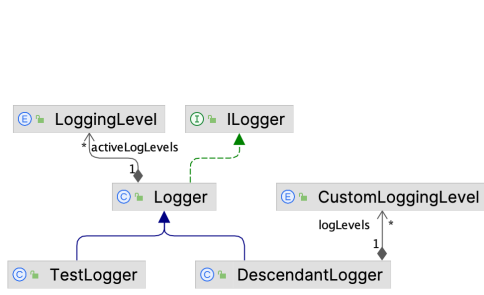 E LoggingLevel
I ILogger
* activeLogLevels
1
C Logger
E CustomLoggingLevel
logLevels *
1
C TestLogger
C DescendantLogger